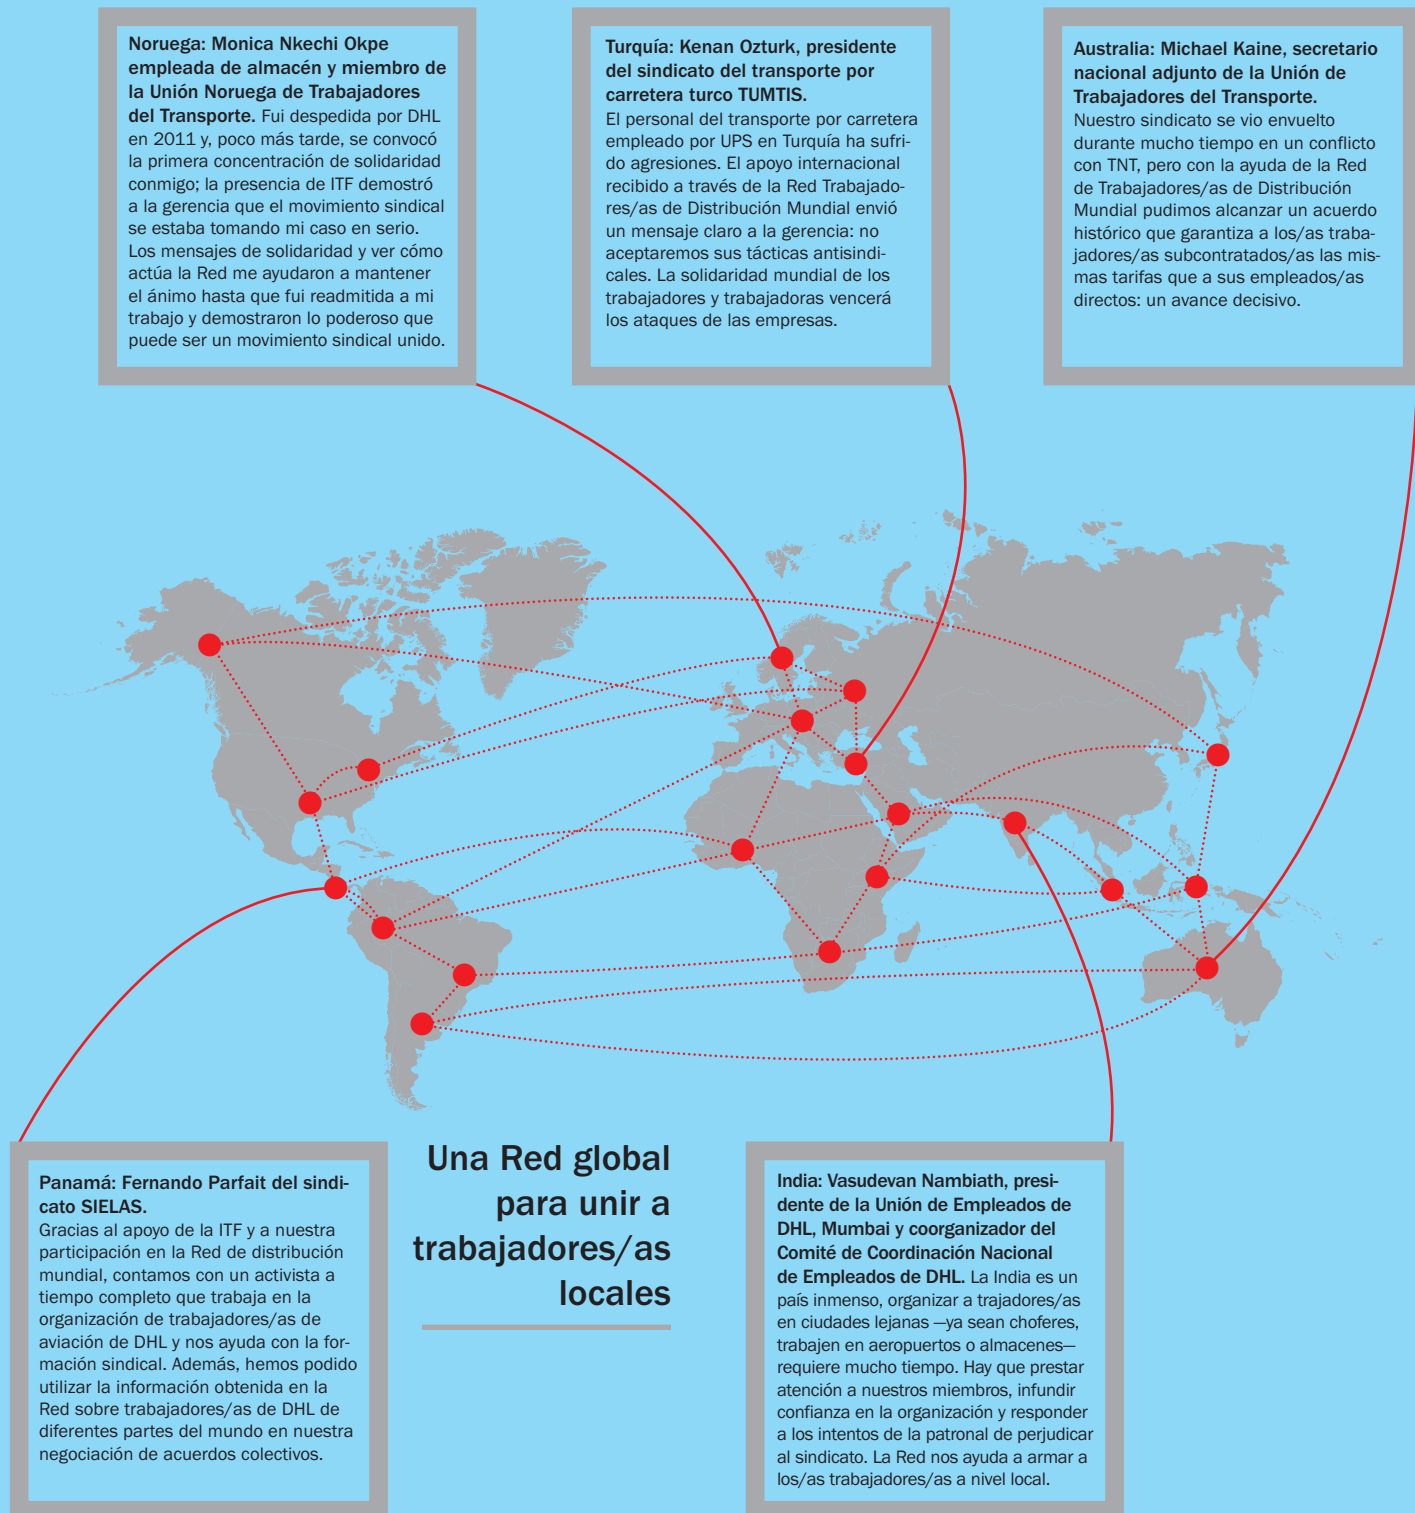 Noruega: Monica Nkechi Okpe
empleada de almacén y miembro de
la Unión Noruega de Trabajadores
del Transporte. Fui despedida por DHL
en 2011 y, poco más tarde, se convocó
la primera concentración de solidaridad
conmigo; la presencia de ITF demostró
a la gerencia que el movimiento sindical
se estaba tomando mi caso en serio.
Los mensajes de solidaridad y ver cómo
actúa la Red me ayudaron a mantener
el ánimo hasta que fui readmitida a mi
trabajo y demostraron lo poderoso que
puede ser un movimiento sindical unido.
Turquía: Kenan Ozturk, presidente
del sindicato del transporte por
carretera turco TUMTIS.
El personal del transporte por carretera
empleado por UPS en Turquía ha sufri-
do agresiones. El apoyo internacional
recibido a través de la Red Trabajado-
res/as de Distribución Mundial envió
un mensaje claro a la gerencia: no
aceptaremos sus tácticas antisindi-
cales. La solidaridad mundial de los
trabajadores y trabajadoras vencerá
los ataques de las empresas.
Australia: Michael Kaine, secretario
nacional adjunto de la Unión de
Trabajadores del Transporte.
Nuestro sindicato se vio envuelto
durante mucho tiempo en un conflicto
con TNT, pero con la ayuda de la Red
de Trabajadores/as de Distribución
Mundial pudimos alcanzar un acuerdo
histórico que garantiza a los/as traba-
jadores/as subcontratados/as las mis-
mas tarifas que a sus empleados/as
directos: un avance decisivo.
Panamá: Fernando Parfait del sindi-
cato SIELAS.
Gracias al apoyo de la ITF y a nuestra
participación en la Red de distribución
mundial, contamos con un activista a
tiempo completo que trabaja en la
organización de trabajadores/as de
aviación de DHL y nos ayuda con la for-
mación sindical. Además, hemos podido
utilizar la información obtenida en la
Red sobre trabajadores/as de DHL de
diferentes partes del mundo en nuestra
negociación de acuerdos colectivos.
Una Red global
para unir a
trabajadores/as
locales
India: Vasudevan Nambiath, presi-
dente de la Unión de Empleados de
DHL, Mumbai y coorganizador del
Comité de Coordinación Nacional
de Empleados de DHL. La India es un
país inmenso, organizar a trajadores/as
en ciudades lejanas —ya sean choferes,
trabajen en aeropuertos o almacenes—
requiere mucho tiempo. Hay que prestar
atención a nuestros miembros, infundir
confianza en la organización y responder
a los intentos de la patronal de perjudicar
al sindicato. La Red nos ayuda a armar a
los/as trabajadores/as a nivel local.